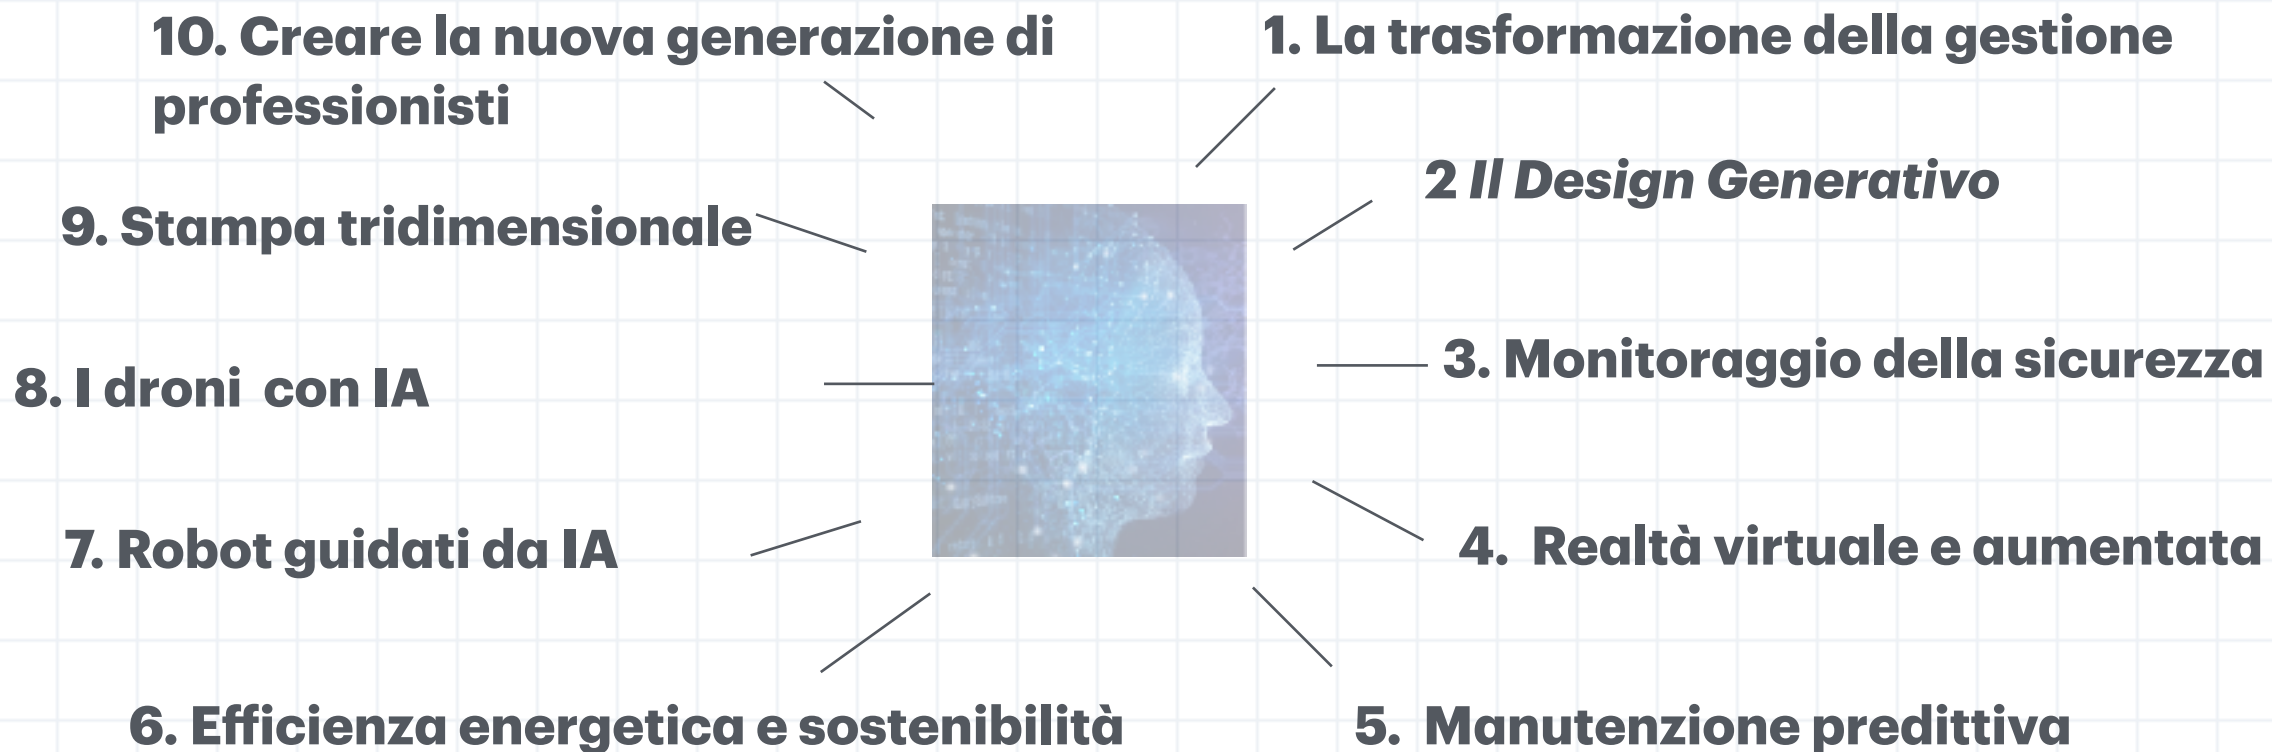 10. Creare la nuova generazione di
professionisti
1. La trasformazione della gestione
2 Il Design Generativo
9. Stampa tridimensionale
3. Monitoraggio della sicurezza
8. I droni  con IA
4.  Realtà virtuale e aumentata
7. Robot guidati da IA
6. Efficienza energetica e sostenibilità
5.  Manutenzione predittiva